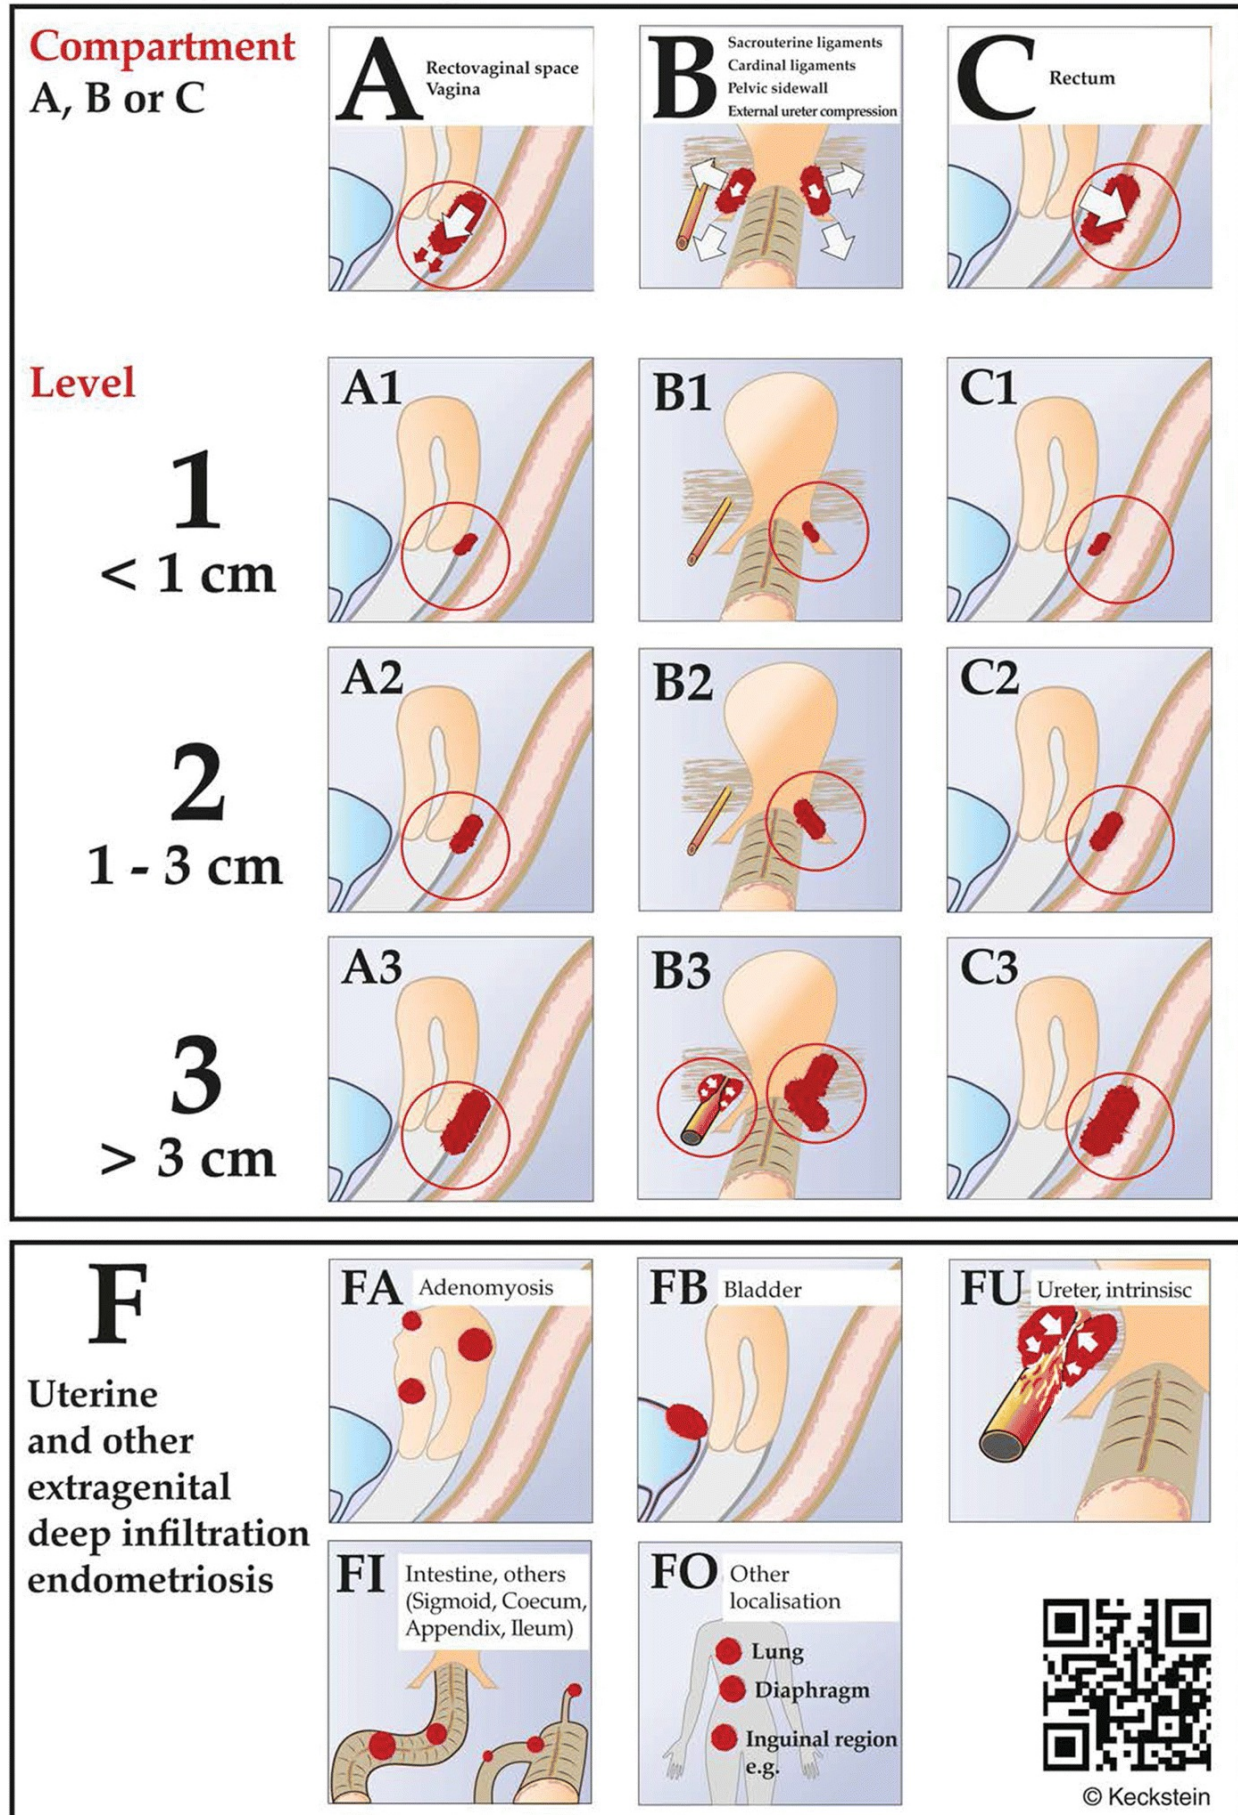 Compartment
A, B or C
A
Rectovaginal space
Vagina
B
Sacrouterine ligaments
Cardinal ligaments
Pelvic sidewall
External ureter compression
C
Rectum
Level
1
< 1 cm
A1
B1
C1
2
1 - 3 cm
A2
B2
C2
3
> 3 cm
A3
B3
C3
F
Uterine
and other
extragenital
deep infiltration
endometriosis
FA
Adenomyosis
FB
Bladder
FU
Ureter, intrinsisc
FI
Intestine, others
(Sigmoid, Coecum,
Appendix, Ileum)
FO
Other
localisation
Lung
Diaphragm
Inguinal region
e.g.
© Keckstein